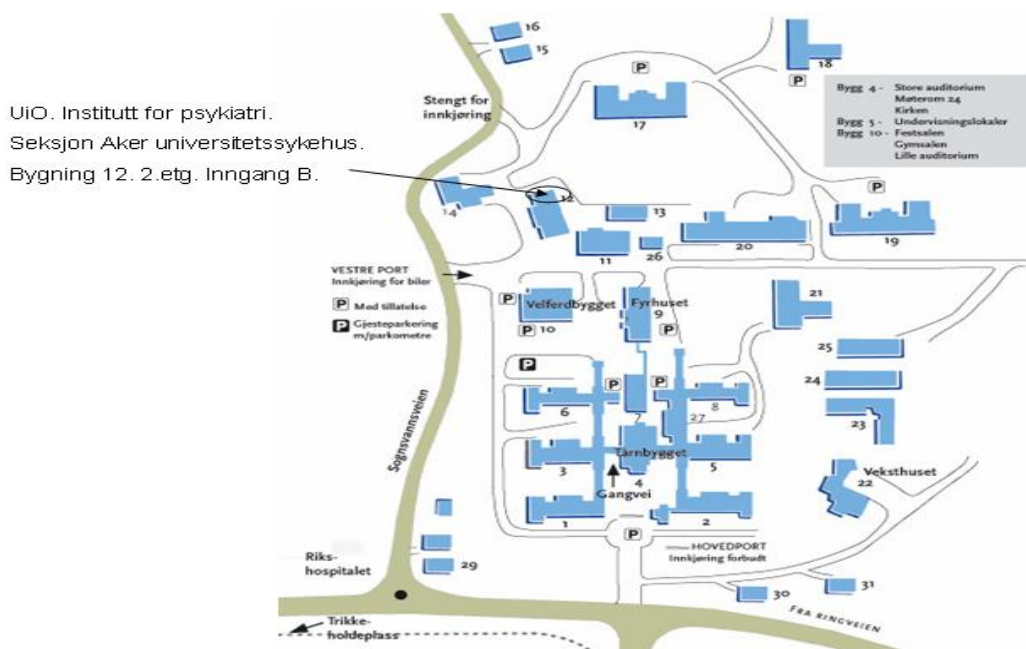 UiO. Institutt for psykiatri.
Seksjon Aker universitetssykehus.
Bygning 12. 2.etg. Inngang B.
16
15
18
P
P
Stengt for
innkjøring
17
Bygg 4 - Store auditorium
Møterom 24
Kirken
Bygg 5 - Undervisningslokaler
Bygg 10 - Festsalen
Gymsalen
Lille auditorium
P
14
12
13
11
26
20
19
VESTRE PORT
Innkjøring for biler
P Med tillatelse
P Gjesteparkering
m/parkometre
P
Velferdbygget
P 10
Fyrhuset
9
P
21
25
24
23
P
6
P
7
P
8
27
Sognsvannsveien
3
Tårnbygget
4
5
Gangvei
Veksthuset
22
1
2
P
HOVEDPORT
Innkjøring forbudt
Riks-
hospitalet
29
30
31
FRA RINGVEIEN
Trikke-
holdeplass